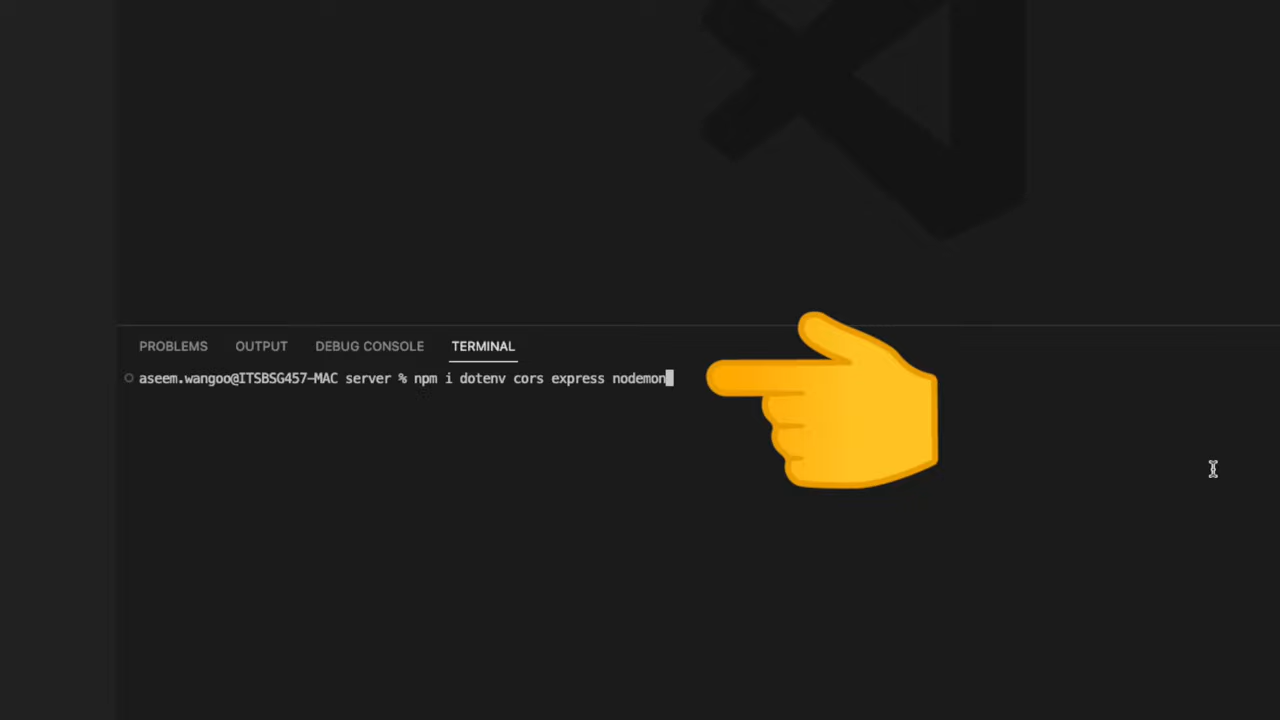 PROBLEMS OUTPUT DEBUG CONSOLE TERMINAL
aseem.wangoo@ITSBSG457-MAC server % npm i dotenv cors express nodemon